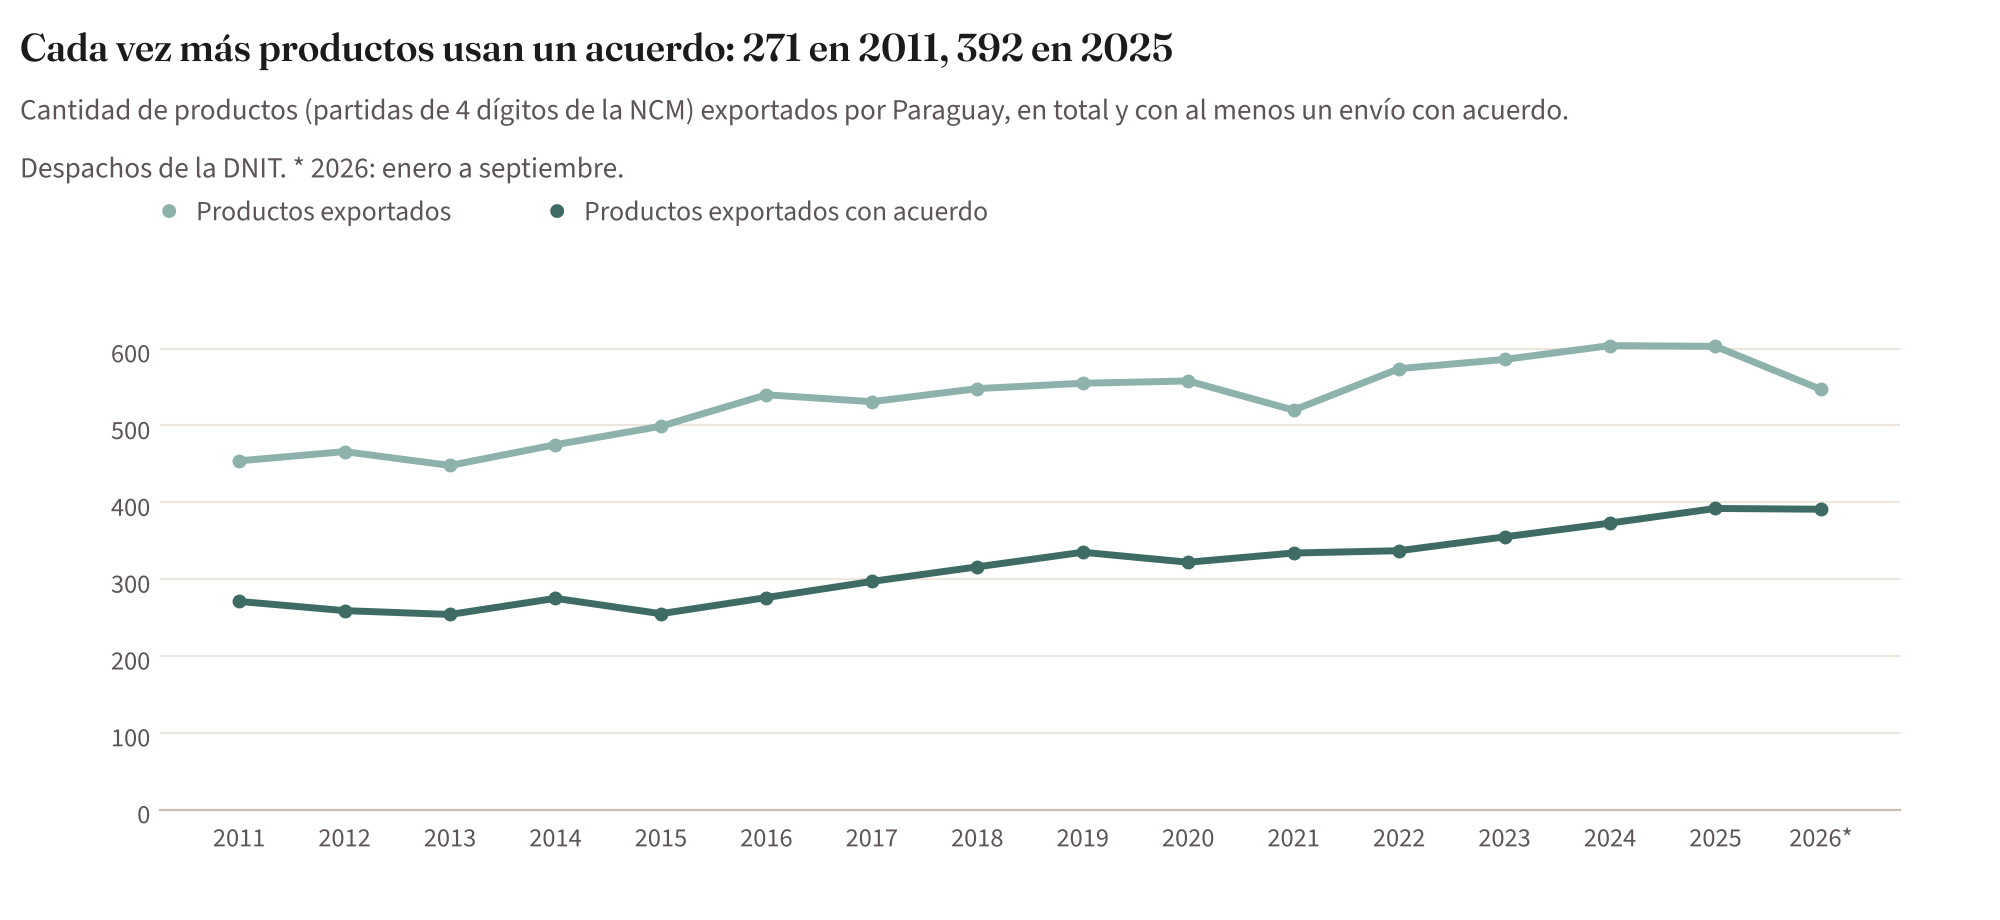 Cada vez más productos usan un acuerdo: 271 en 2011, 392 en 2025
Cantidad de productos (partidas de 4 dígitos de la NCM) exportados por Paraguay, en total y con al menos un envío con acuerdo.
Despachos de la DNIT. * 2026: enero a septiembre.
Productos exportados
Productos exportados con acuerdo
600
500
400
300
200
100
0
2011 2012 2013 2014 2015 2016 2017 2018 2019 2020 2021 2022 2023 2024 2025 2026*